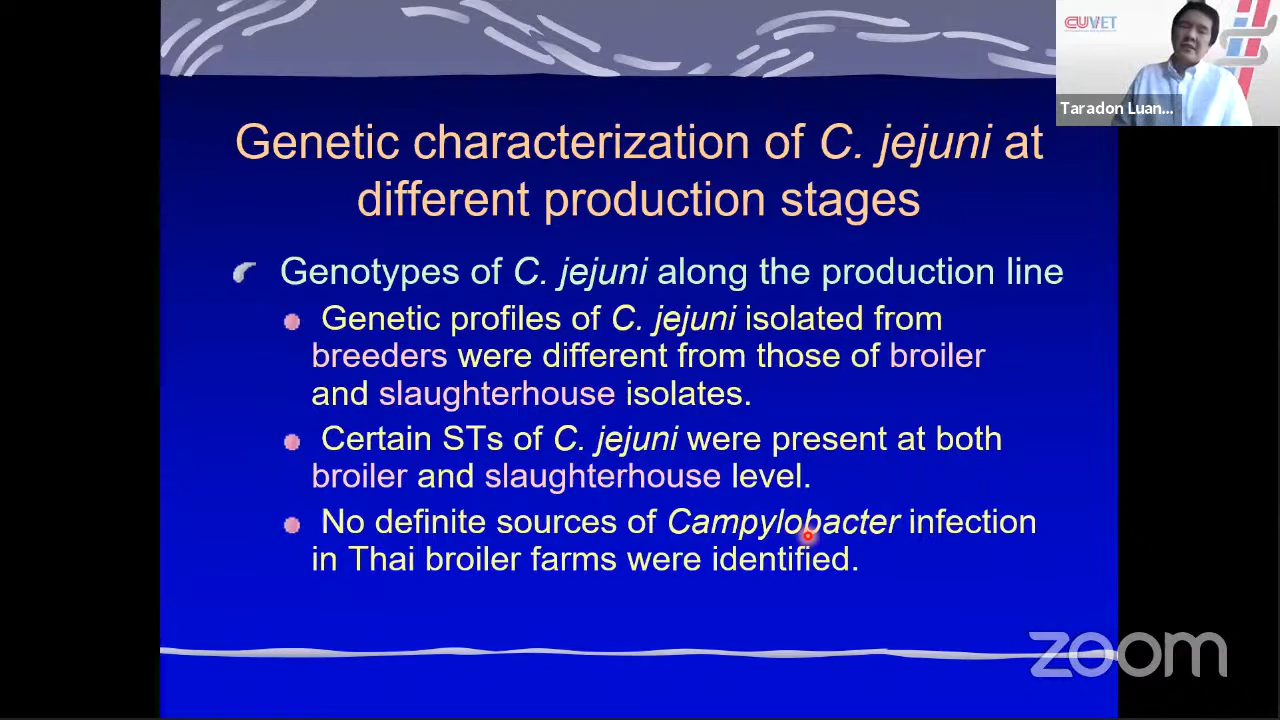 CUVET
Taradon Luan...
Genetic characterization of C. jejuni at
different production stages
Genotypes of C. jejuni along the production line
Genetic profiles of C. jejuni isolated from
breeders were different from those of broiler
and slaughterhouse isolates.
Certain STs of C. jejuni were present at both
broiler and slaughterhouse level.
No definite sources of Campylobacter infection
in Thai broiler farms were identified.
zoom